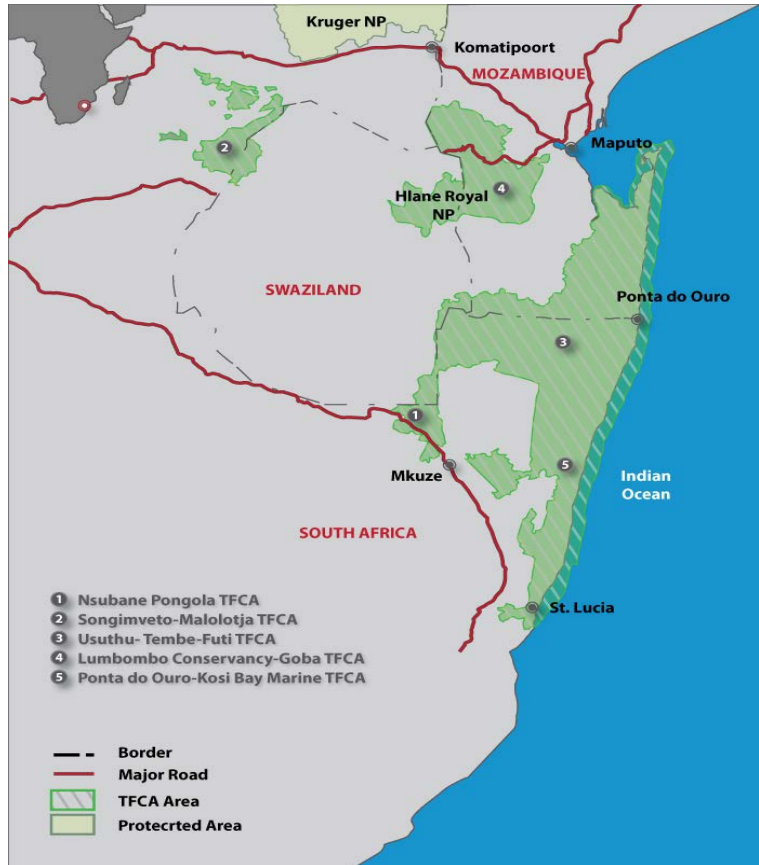 Kruger NP
Komatipoort
MOZAMBIQUE
2
Maputo
Hlane Royal
NP
4
SWAZILAND
Ponta do Ouro
3
1
Mkuze
5
Indian
Ocean
SOUTH AFRICA
St. Lucia
1 Nsubane Pongola TFCA
2 Songimveto-Malolotja TFCA
3 Usuthu- Tembe-Futi TFCA
4 Lumbombo Conservancy-Goba TFCA
5 Ponta do Ouro-Kosi Bay Marine TFCA
Border
Major Road
TFCA Area
Protecrted Area